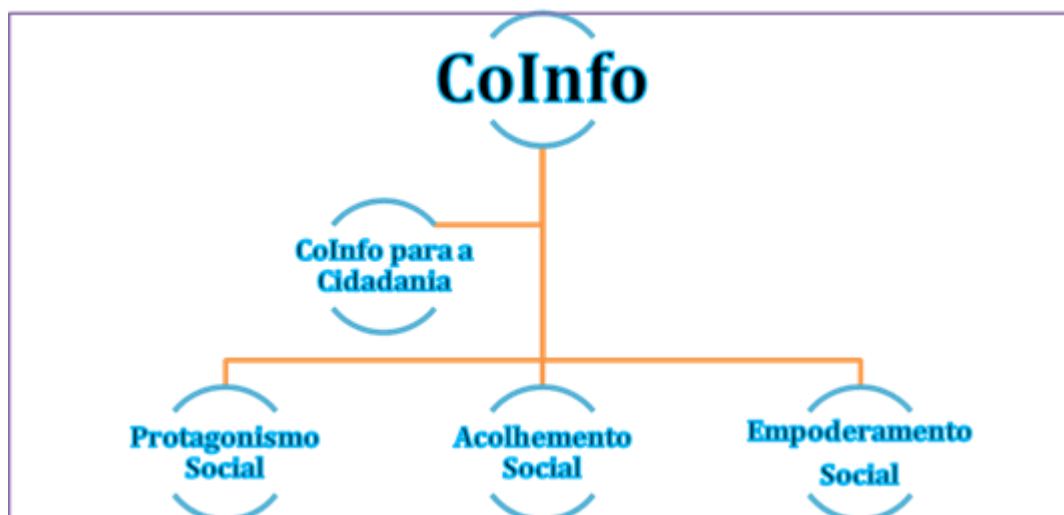 CoInfo
CoInfo para a
Cidadania
Protagonismo
Social
Acolhemento
Social
Empoderamento
Social